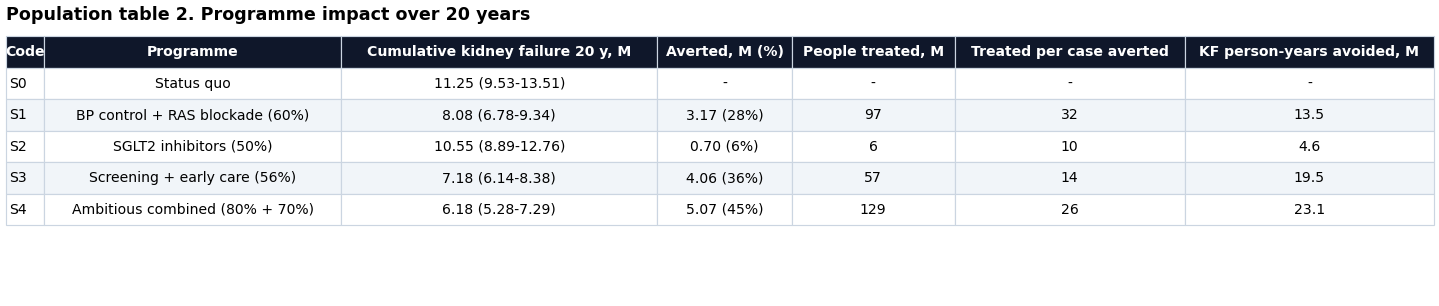 Population table 2. Programme impact over 20 years
Code Programme Cumulative kidney failure 20 y, M Averted, M (%) People treated, M Treated per case averted KF person-years avoided, M
S0 Status quo 11.25 (9.53-13.51) - - - -
S1 BP control + RAS blockade (60%) 8.08 (6.78-9.34) 3.17 (28%) 97 32 13.5
S2 SGLT2 inhibitors (50%) 10.55 (8.89-12.76) 0.70 (6%) 6 10 4.6
S3 Screening + early care (56%) 7.18 (6.14-8.38) 4.06 (36%) 57 14 19.5
S4 Ambitious combined (80% + 70%) 6.18 (5.28-7.29) 5.07 (45%) 129 26 23.1